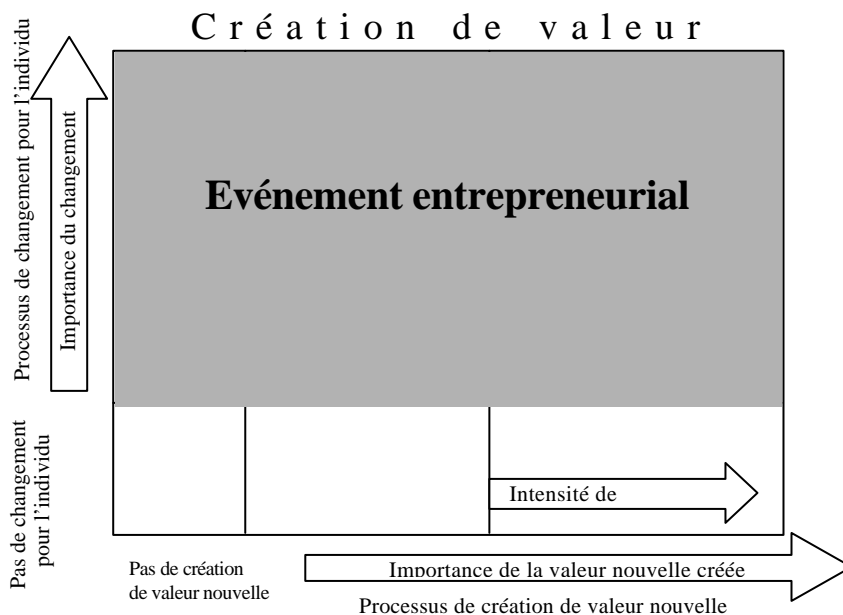 Création de valeur
Processus de changement pour l'individu
Importance du changement
Evénement entrepreneurial
Pas de changement
pour l'individu
Intensité de
Pas de création
de valeur nouvelle
Importance de la valeur nouvelle créée
Processus de création de valeur nouvelle